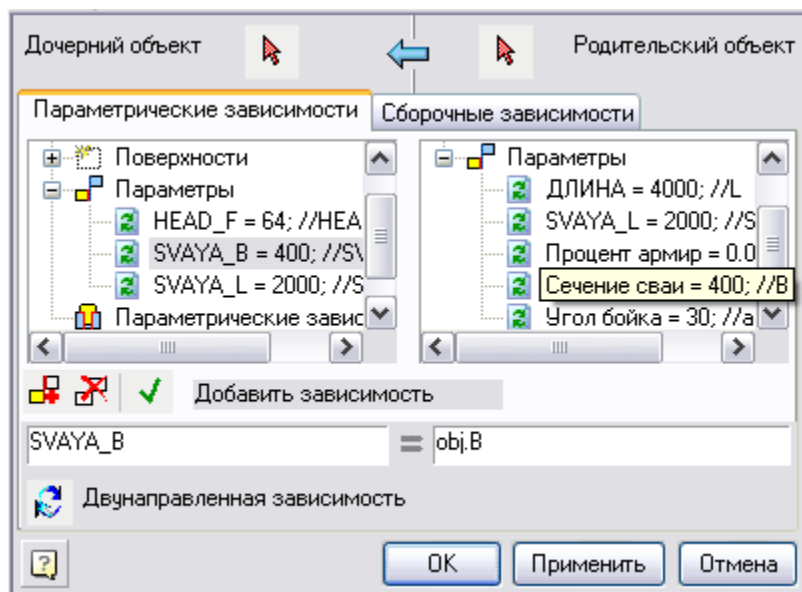 Дочерний объект
Родительский объект
Параметрические зависимости
Сборочные зависимости
Поверхности
Параметры
HEAD_F = 64; //HEA
SVAYA_B = 400; //S\
SVAYA_L = 2000; //S
Параметрические завис
Параметры
ДЛИНА = 4000; //L
SVAYA_L = 2000; //S
Процент армир = 0.0
Сечение сваи = 400; //B
Угол бойка = 30; //a
Добавить зависимость
SVAYA_B = obj.B
Двунаправленная зависимость
? OK Применить Отмена